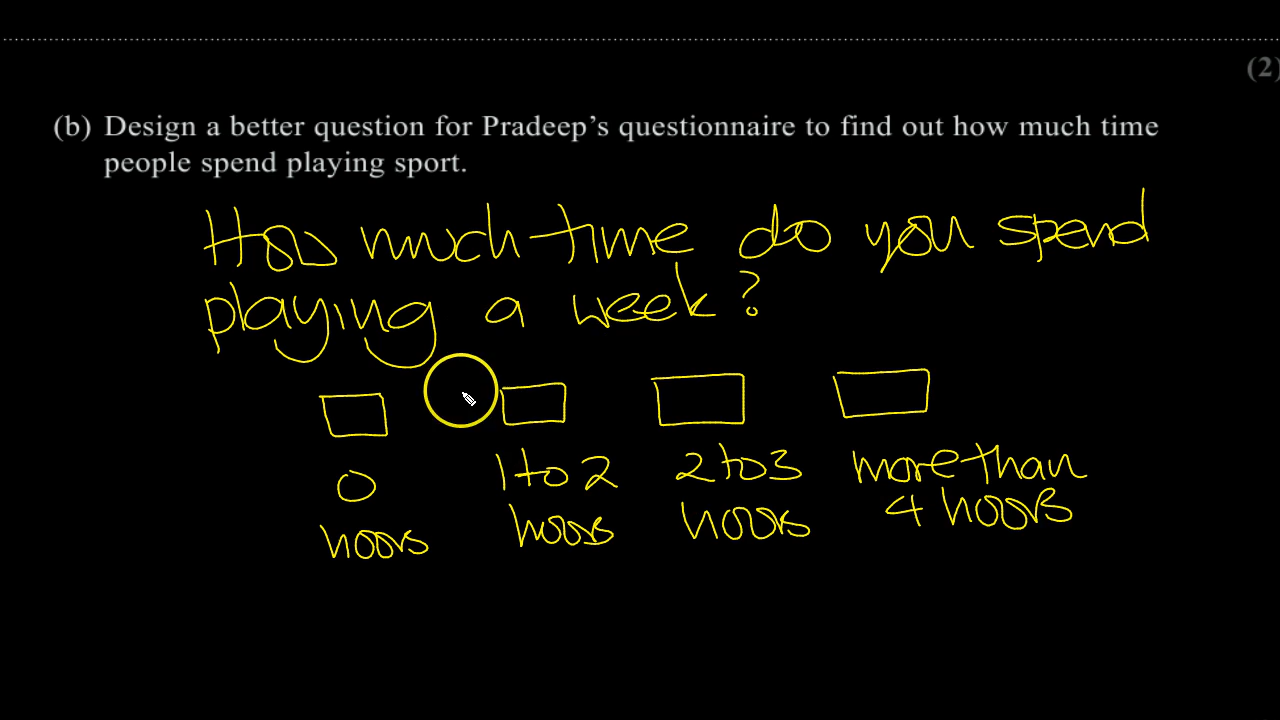 (2)
(b) Design a better question for Pradeep's questionnaire to find out how much time
people spend playing sport.
How much time do you spend
playing a week?
0 1 to 2 2 to 3 more than
hours hours hours 4 hours